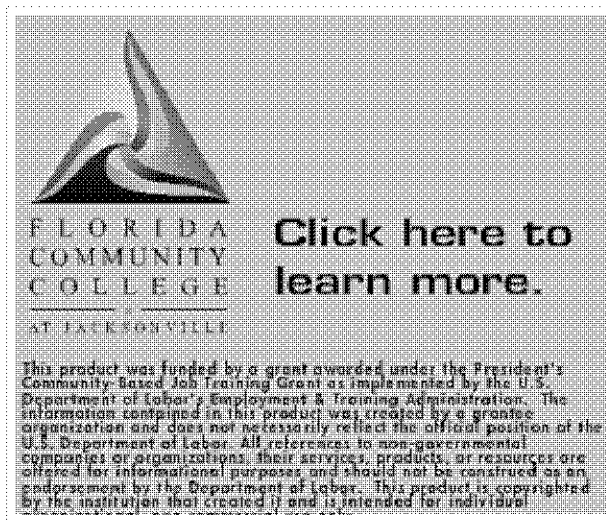 FLORIDA
COMMUNITY
COLLEGE
AT JACKSONVILLE
Click here to
learn more.
This product was funded by a grant awarded under the President's
Community-Based Job Training Grant as implemented by the U.S.
Department of Labor's Employment & Training Administration. The
information contained in this product was created by a grantee
organization and does not necessarily reflect the official position of the
U.S. Department of Labor. All references to non-governmental
companies or organizations, their services, products, or resources are
offered for informational purposes and should not be construed as an
endorsement by the Department of Labor. This product is copyrighted
by the institution that created it and is intended for individual